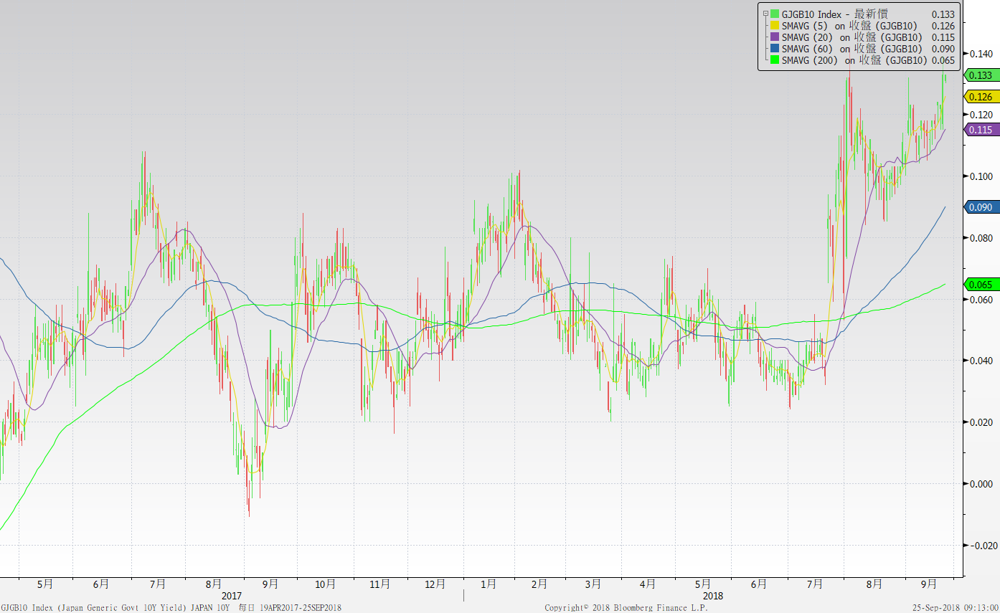 GJGB10 Index - 最新價 0.133
SMAVG (5) on 收盤 (GJGB10) 0.126
SMAVG (20) on 收盤 (GJGB10) 0.115
SMAVG (60) on 收盤 (GJGB10) 0.090
SMAVG (200) on 收盤 (GJGB10) 0.065
0.140
0.133
0.126
0.120
0.115
0.100
0.090
0.080
0.065
0.060
0.040
0.020
0.000
-0.020
5月 6月 7月 8月 9月 10月 11月 12月 1月 2月 3月 4月 5月 6月 7月 8月 9月
2017 2018
GJGB10 Index (Japan Generic Govt 10Y Yield) JAPAN 10Y 每日 19APR2017-25SEP2018 Copyright© 2018 Bloomberg Finance L.P. 25-Sep-2018 09:13:00